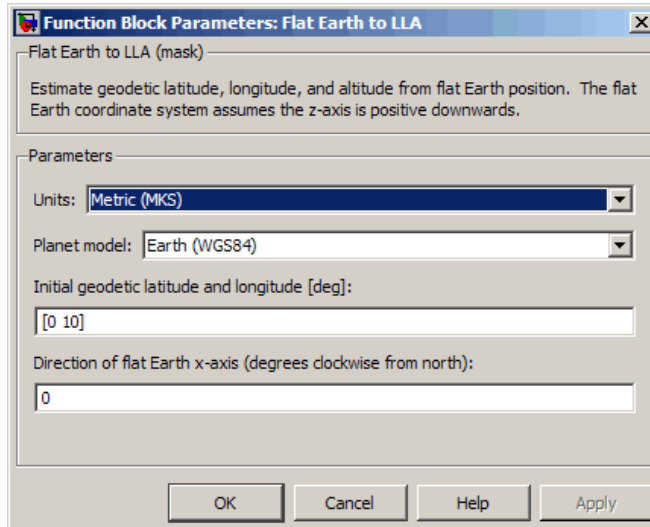 Function Block Parameters: Flat Earth to LLA
Flat Earth to LLA (mask)
Estimate geodetic latitude, longitude, and altitude from flat Earth position. The flat
Earth coordinate system assumes the z-axis is positive downwards.
Parameters
Units: Metric (MKS)
Planet model: Earth (WGS84)
Initial geodetic latitude and longitude [deg]:
[0 10]
Direction of flat Earth x-axis (degrees clockwise from north):
0
OK Cancel Help Apply